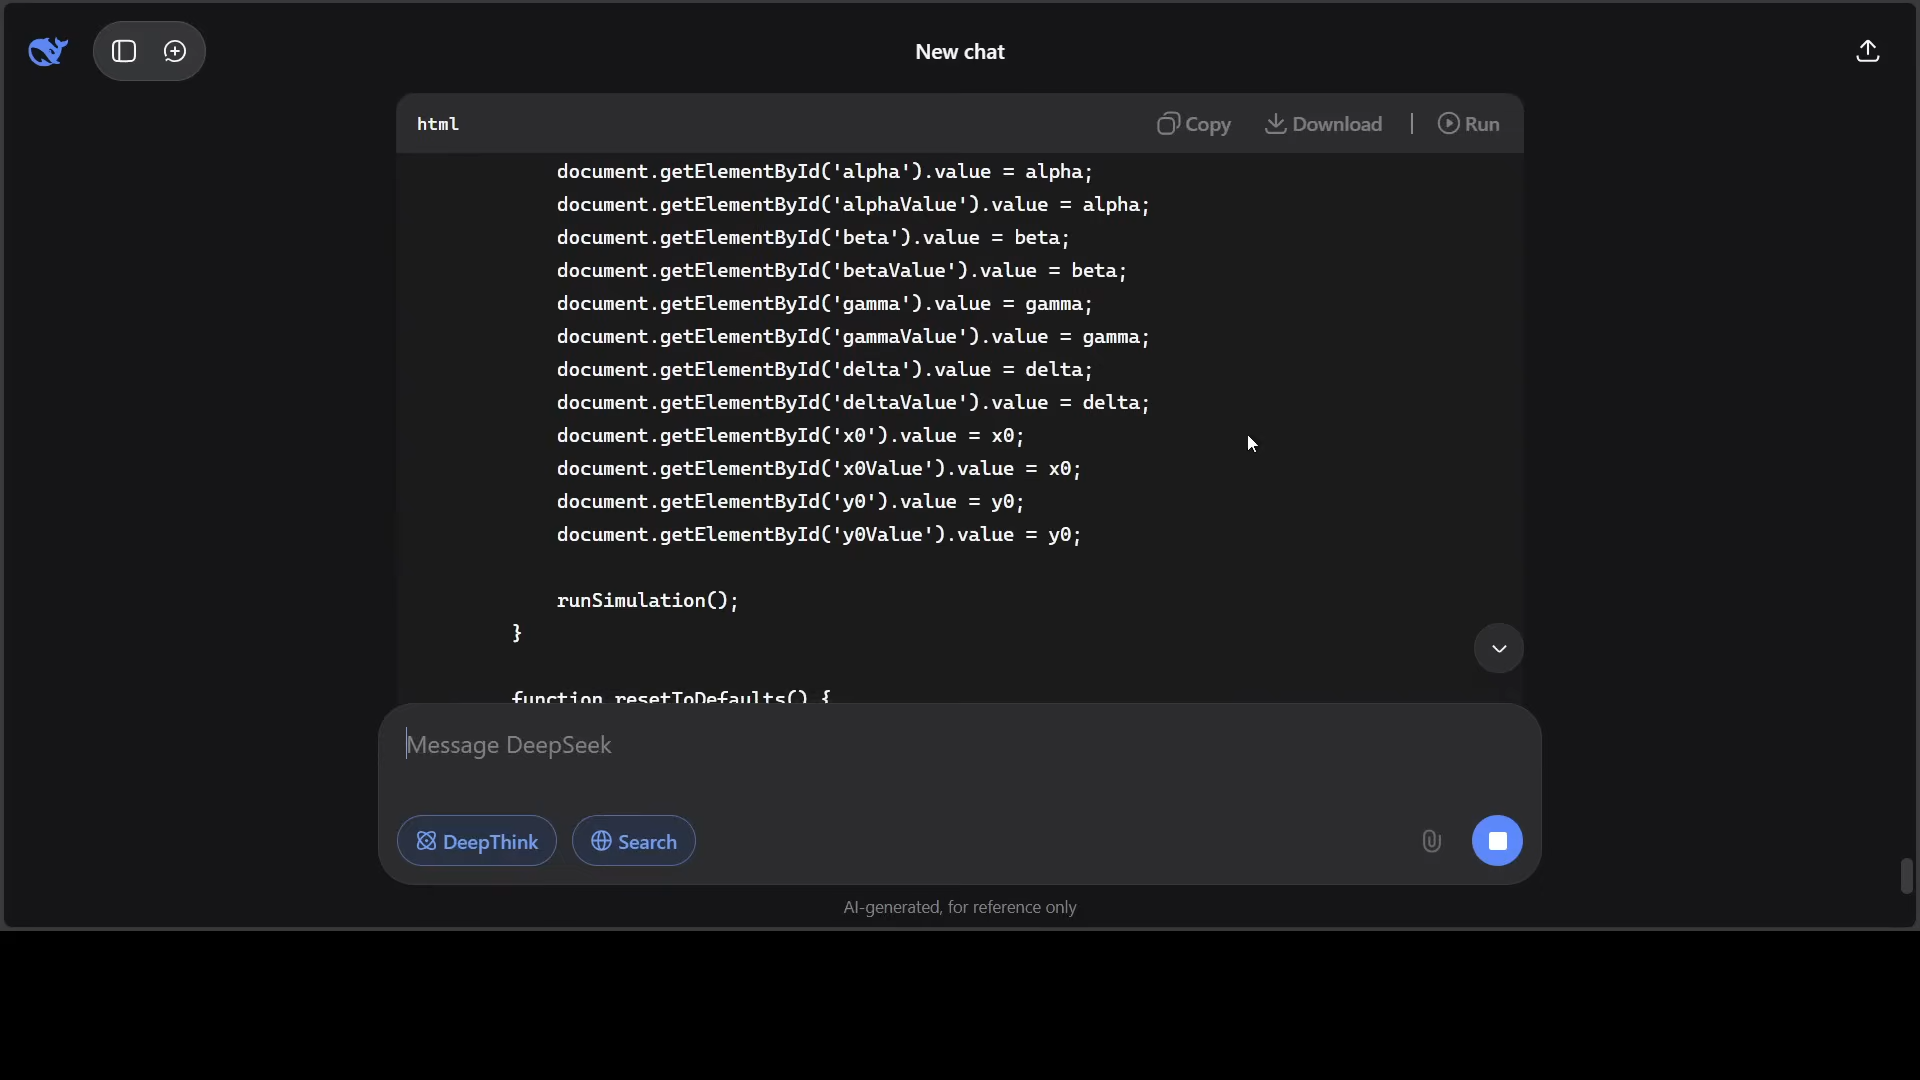 New chat
html
Copy Download | Run
document.getElementById('alpha').value = alpha;
document.getElementById('alphaValue').value = alpha;
document.getElementById('beta').value = beta;
document.getElementById('betaValue').value = beta;
document.getElementById('gamma').value = gamma;
document.getElementById('gammaValue').value = gamma;
document.getElementById('delta').value = delta;
document.getElementById('deltaValue').value = delta;
document.getElementById('x0').value = x0;
document.getElementById('x0Value').value = x0;
document.getElementById('y0').value = y0;
document.getElementById('y0Value').value = y0;
runSimulation();
}
function resetToDefaults() {
Message DeepSeek
DeepThink
Search
AI-generated, for reference only